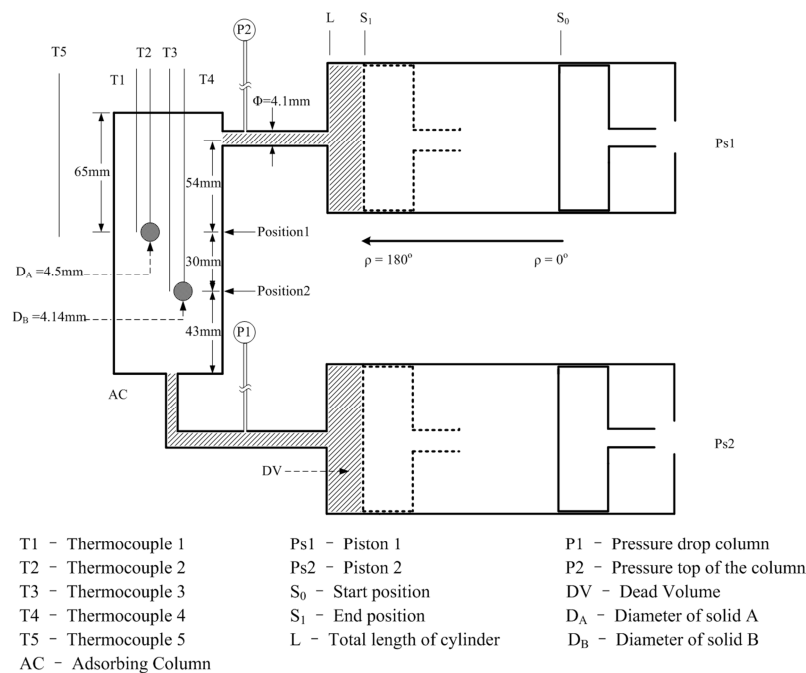 P2
L
S1
S0
T5
T2
T3
T1
T4
Φ=4.1mm
Ps1
65mm
54mm
Position1
30mm
ρ = 180º
ρ = 0º
DA =4.5mm
Position2
DB =4.14mm
43mm
P1
AC
Ps2
DV
T1 – Thermocouple 1
T2 – Thermocouple 2
T3 – Thermocouple 3
T4 – Thermocouple 4
T5 – Thermocouple 5
AC – Adsorbing Column
Ps1 – Piston 1
Ps2 – Piston 2
S0 – Start position
S1 – End position
L – Total length of cylinder
P1 – Pressure drop column
P2 – Pressure top of the column
DV – Dead Volume
DA – Diameter of solid A
DB – Diameter of solid B